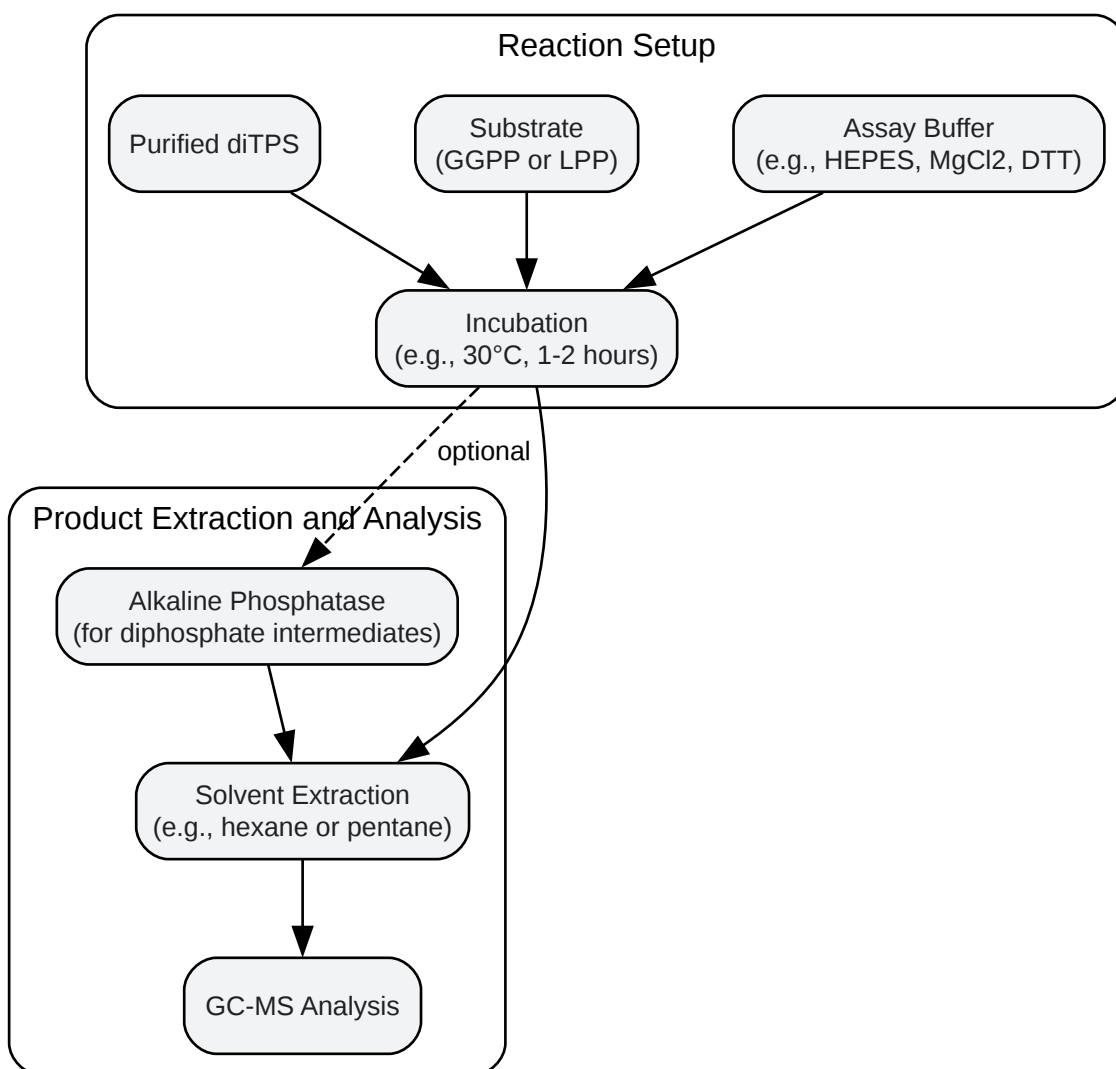 Reaction Setup
Purified diTPS
Substrate
(GGPP or LPP)
Assay Buffer
(e.g., HEPES, MgCl2, DTT)
Incubation
(e.g., 30°C, 1-2 hours)
optional
Product Extraction and Analysis
Alkaline Phosphatase
(for diphosphate intermediates)
Solvent Extraction
(e.g., hexane or pentane)
GC-MS Analysis